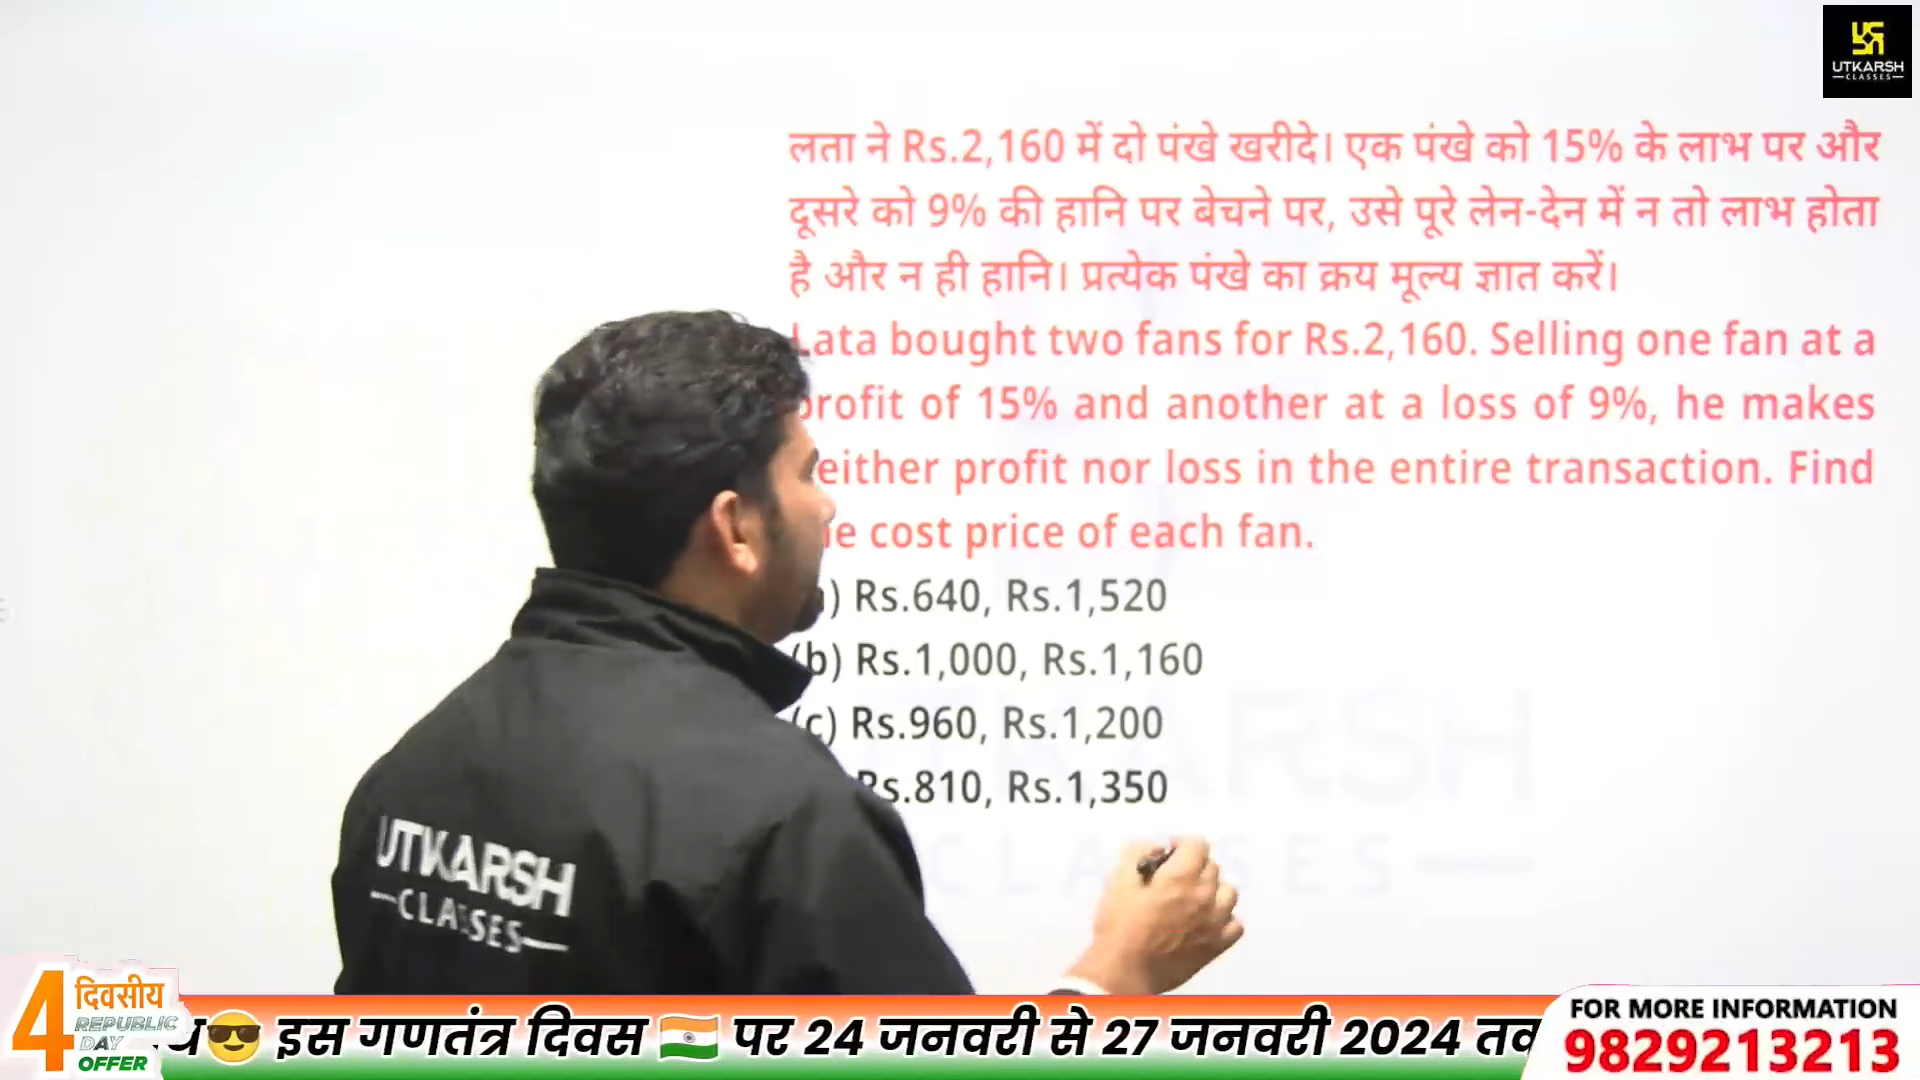 UTKARSH
CLASSES
लता ने Rs.2,160 में दो पंखे खरीदे। एक पंखे को 15% के लाभ पर और
दूसरे को 9% की हानि पर बेचने पर, उसे पूरे लेन-देन में न तो लाभ होता
है और न ही हानि। प्रत्येक पंखे का क्रय मूल्य ज्ञात करें।
Lata bought two fans for Rs.2,160. Selling one fan at a
profit of 15% and another at a loss of 9%, he makes
either profit nor loss in the entire transaction. Find
e cost price of each fan.
) Rs.640, Rs.1,520
(b) Rs.1,000, Rs.1,160
(c) Rs.960, Rs.1,200
Rs.810, Rs.1,350
UTKARSH
CLASSES
4 दिवसीय
REPUBLIC
DAY
OFFER
इस गणतंत्र दिवस पर 24 जनवरी से 27 जनवरी 2024 तक
FOR MORE INFORMATION
9829213213